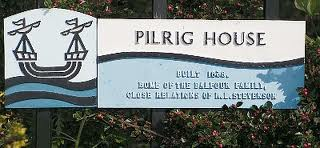 PILRIG HOUSE
BUILT 1638.
HOME OF THE BALFOUR FAMILY,
CLOSE RELATIONS OF R.L. STEVENSON